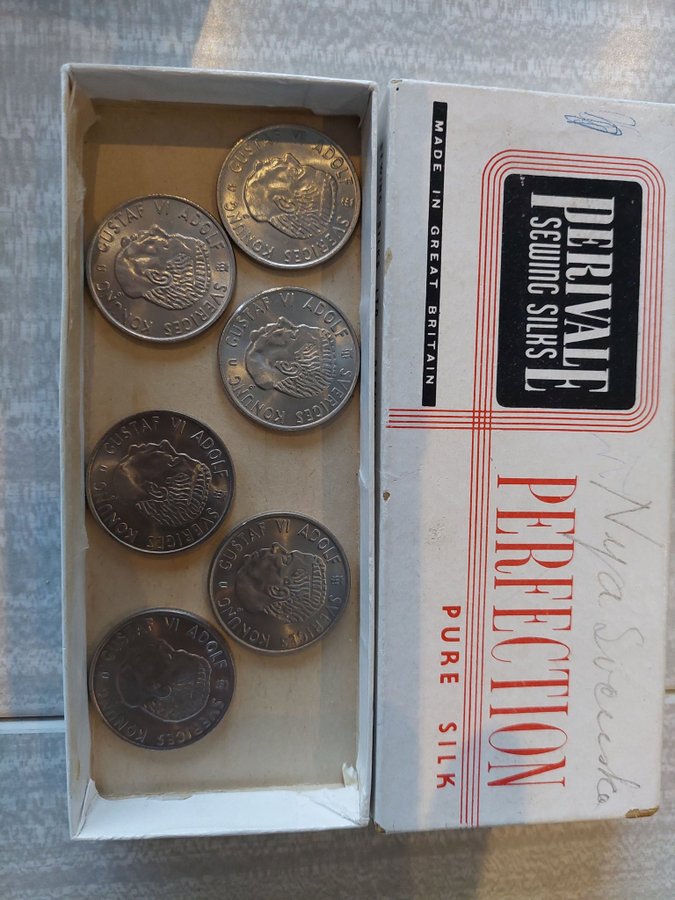 GUSTAF VI ADOLF SVERIGES KONUNG U
GUSTAF VI ADOLF SVERIGES KONUNG U
GUSTAF VI ADOLF SVERIGES KONUNG U
GUSTAF VI ADOLF SVERIGES KONUNG U
GUSTAF VI ADOLF SVERIGES KONUNG U
GUSTAF VI ADOLF SVERIGES KONUNG U
PERIVALE
SEWING SILKS
MADE IN GREAT BRITAIN
Nya Svenska
PERFECTION
PURE SILK